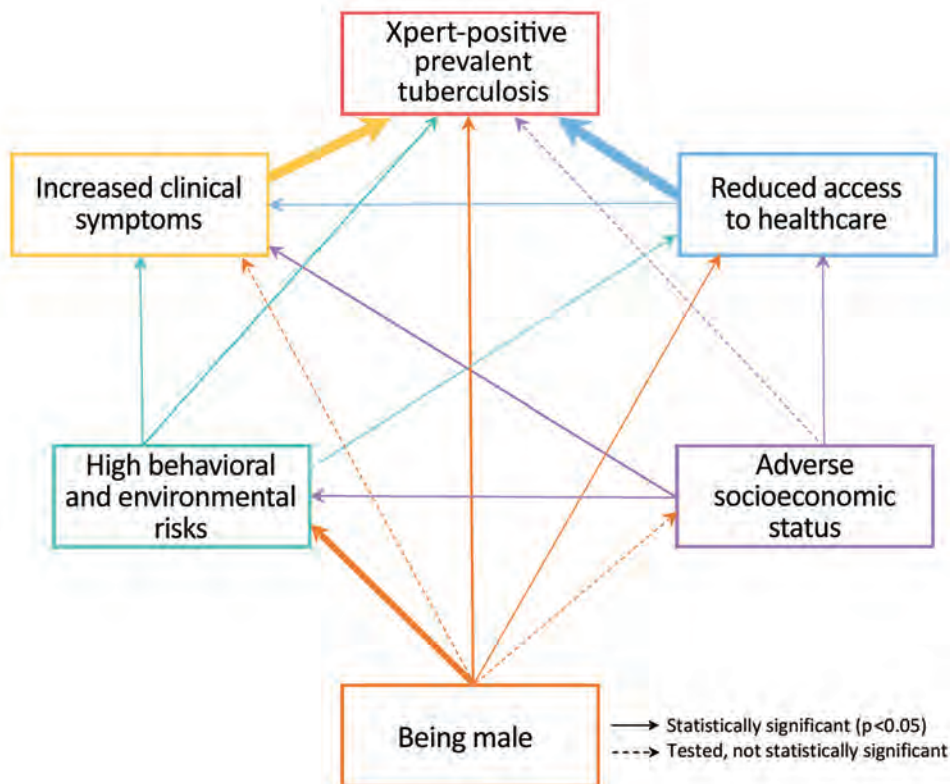 Xpert-positive
prevalent
tuberculosis
Increased clinical
symptoms
Reduced access
to healthcare
High behavioral
and environmental
risks
Adverse
socioeconomic
status
Being male
Statistically significant (p<0.05)
Tested, not statistically significant